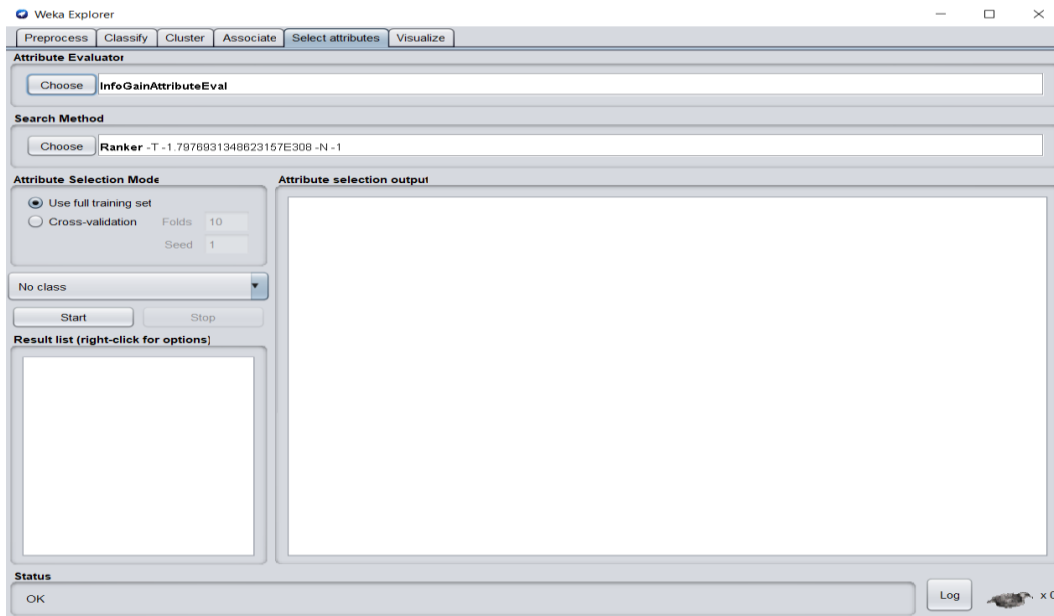 Weka Explorer
Preprocess Classify Cluster Associate Select attributes Visualize
Attribute Evaluator
Choose InfoGainAttributeEval
Search Method
Choose Ranker -T -1.7976931348623157E308 -N -1
Attribute Selection Mode
Attribute selection output
Use full training set
Cross-validation Folds 10
Seed 1
No class
Start Stop
Result list (right-click for options)
Status
OK
Log
x 0